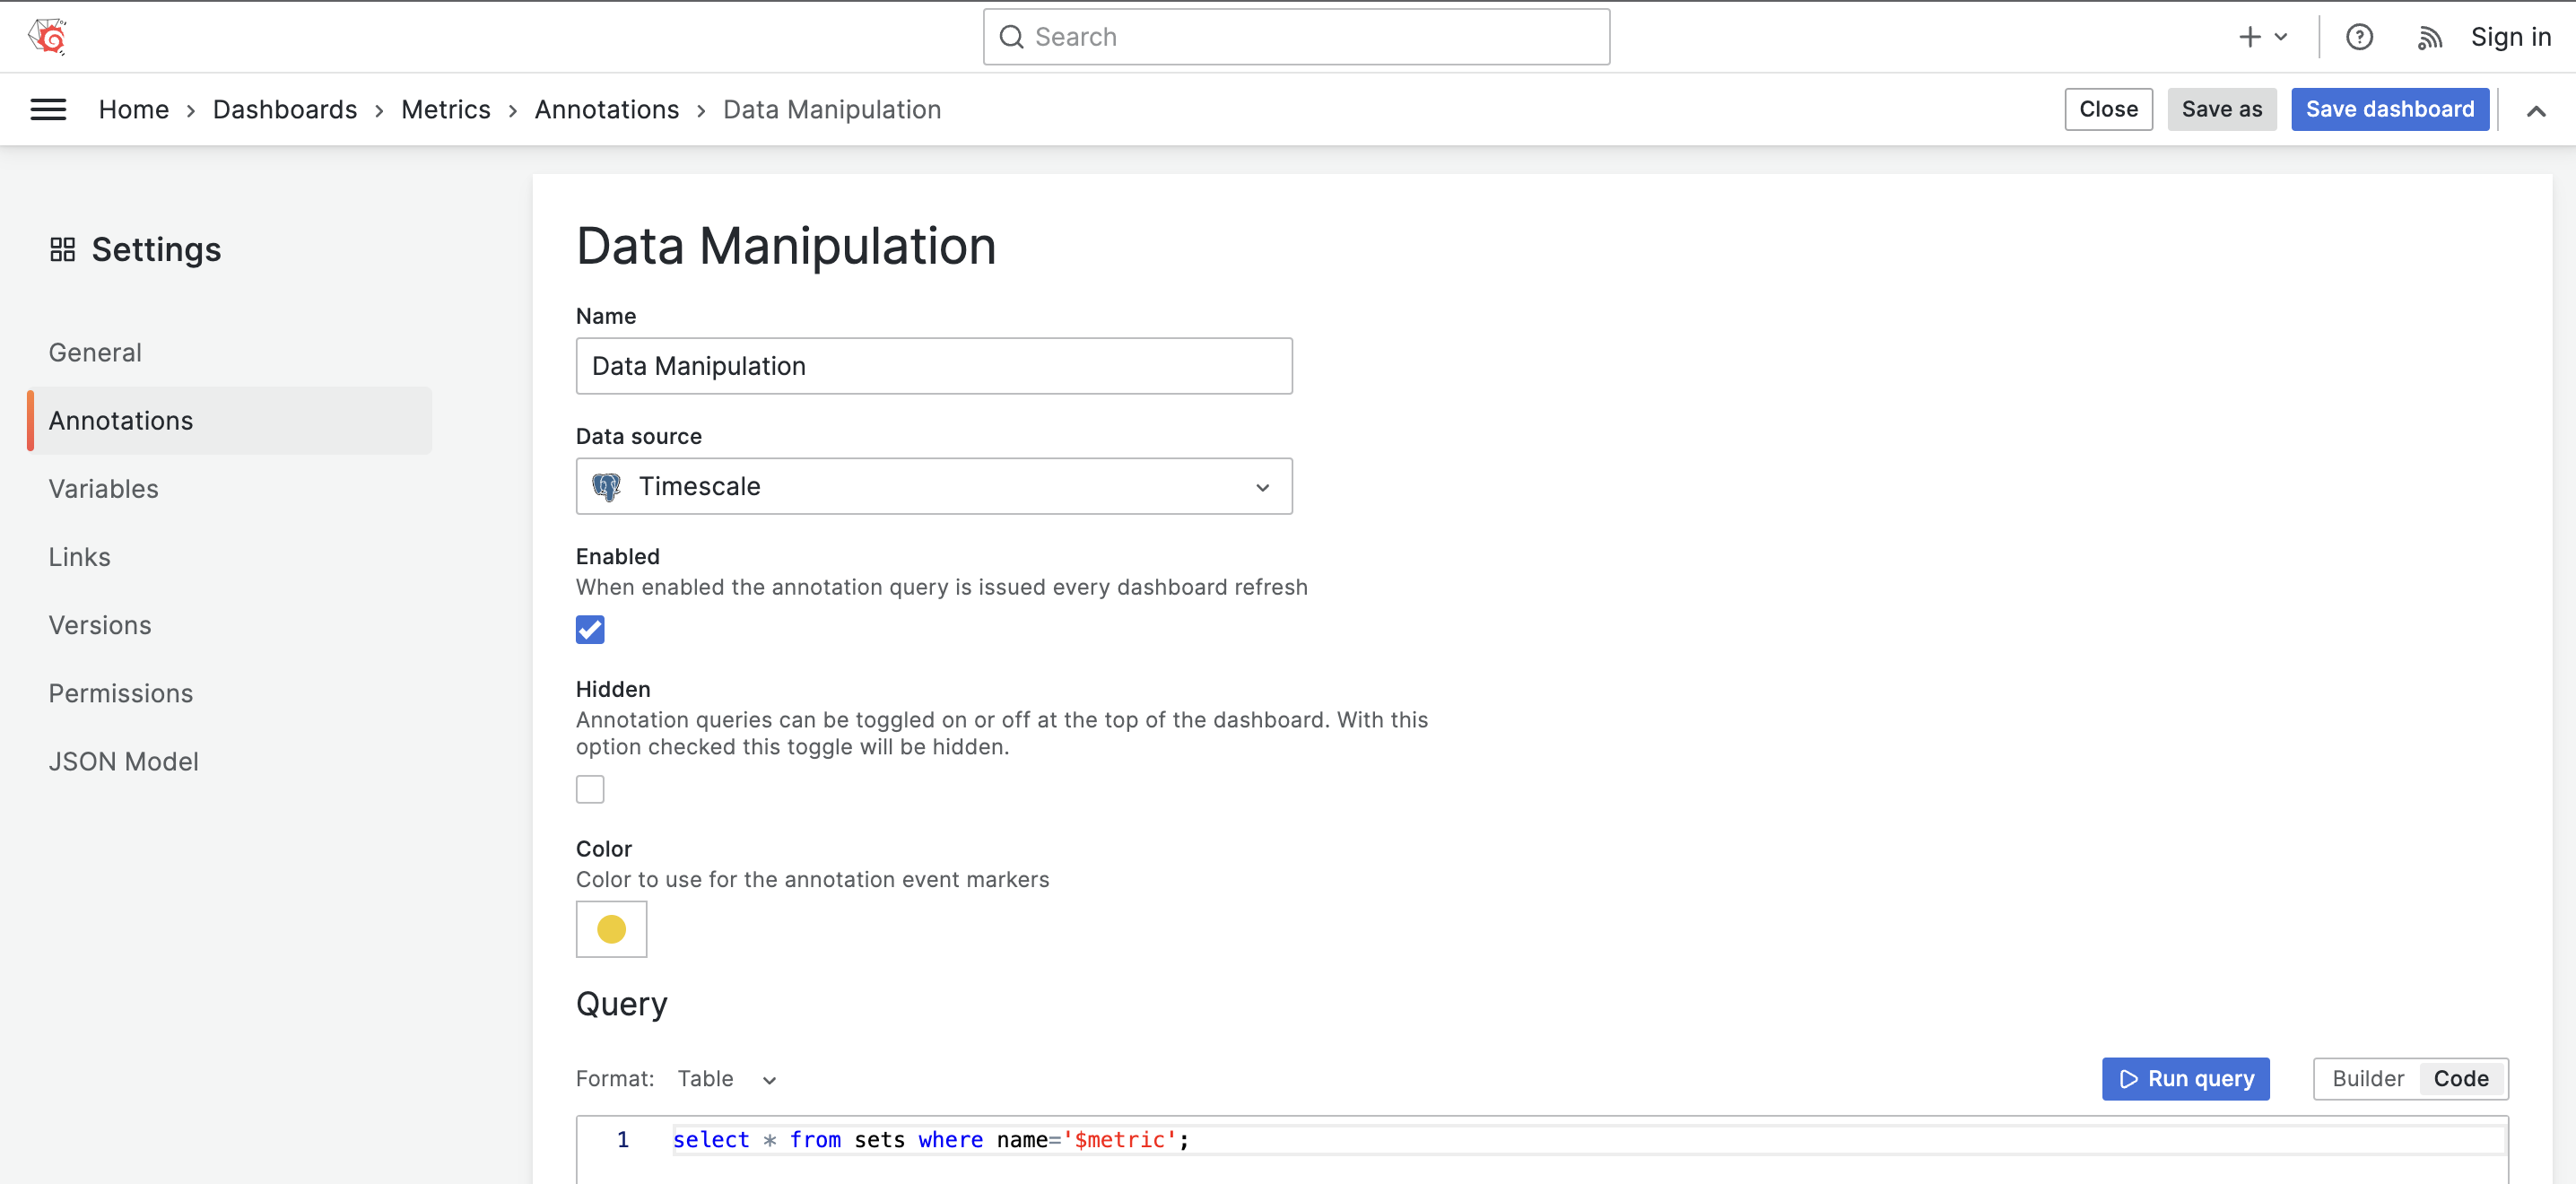 Search
Sign in
Home › Dashboards › Metrics › Annotations › Data Manipulation
Close
Save as
Save dashboard
Settings
General
Annotations
Variables
Links
Versions
Permissions
JSON Model
Data Manipulation
Name
Data Manipulation
Data source
Timescale
Enabled
When enabled the annotation query is issued every dashboard refresh
Hidden
Annotation queries can be toggled on or off at the top of the dashboard. With this
option checked this toggle will be hidden.
Color
Color to use for the annotation event markers
Query
Format: Table
Run query
Builder
Code
1 select * from sets where name='$metric';